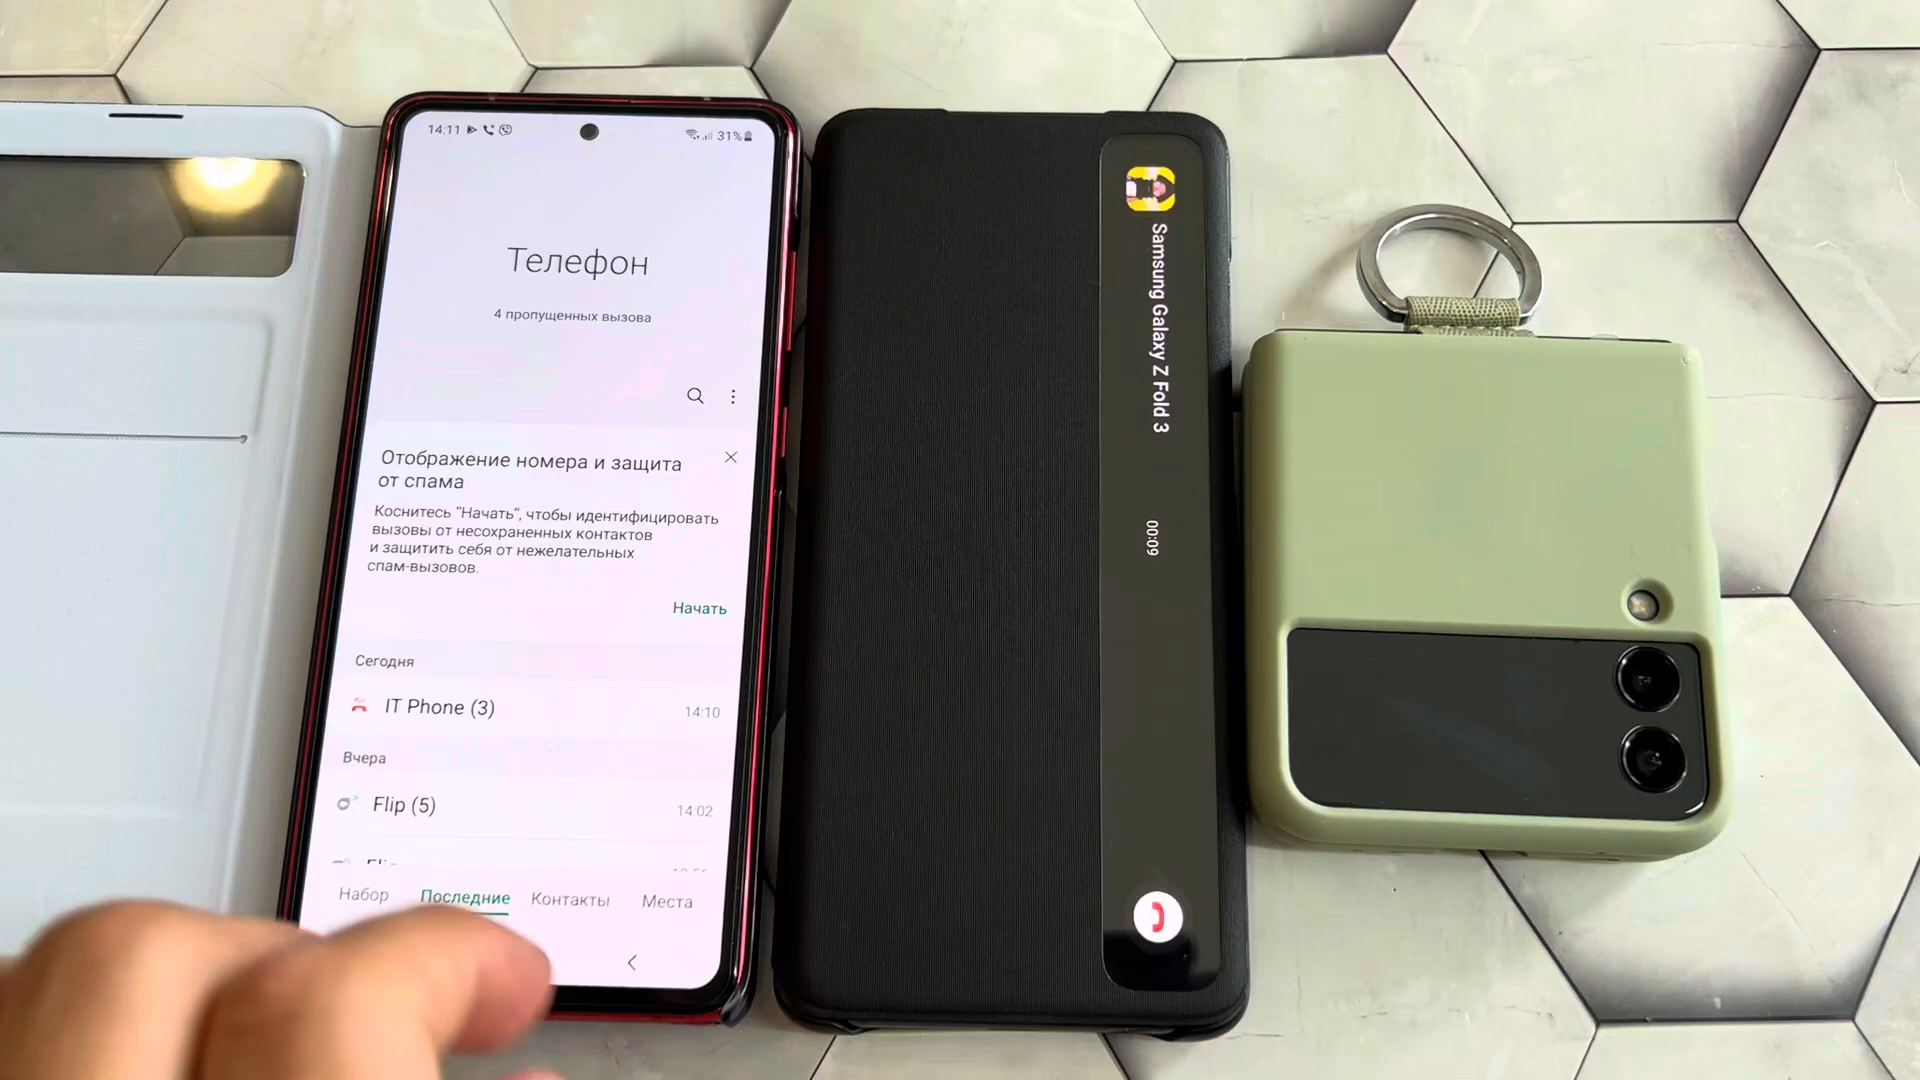 14:11
31%
Телефон
4 пропущенных вызова
Отображение номера и защита
от спама
Коснитесь "Начать", чтобы идентифицировать
вызовы от несохраненных контактов
и защитить себя от нежелательных
спам-вызовов.
Начать
Сегодня
IT Phone (3)
14:10
Вчера
Flip (5)
14:02
Набор
Последние
Контакты
Места
Samsung Galaxy Z Fold 3
00:09